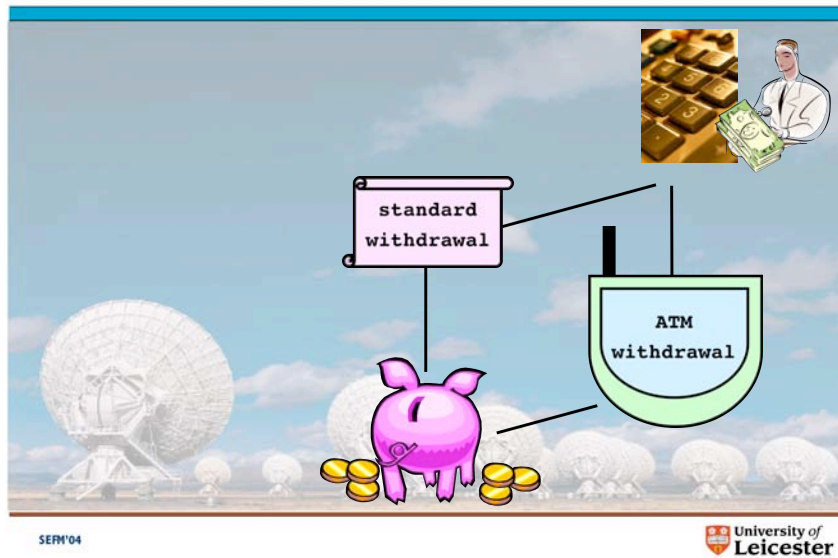 standard
withdrawal
ATM
withdrawal
SEFM'04
University of
Leicester